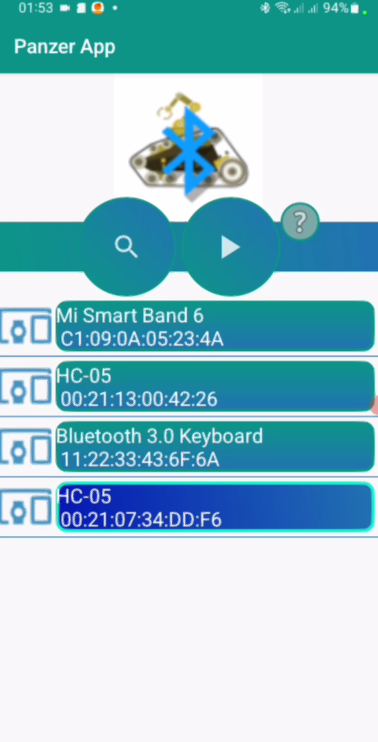 01:53
94%
Panzer App
?
Mi Smart Band 6
C1:09:0A:05:23:4A
HC-05
00:21:13:00:42:26
Bluetooth 3.0 Keyboard
11:22:33:43:6F:6A
HC-05
00:21:07:34:DD:F6